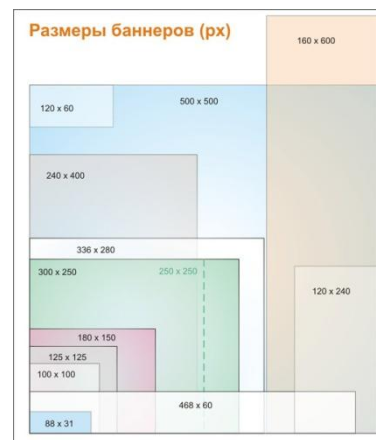 Размеры баннеров (px)
160 x 600
120 x 60
500 x 500
240 x 400
336 x 280
300 x 250
250 x 250
120 x 240
180 x 150
125 x 125
100 x 100
468 x 60
88 x 31